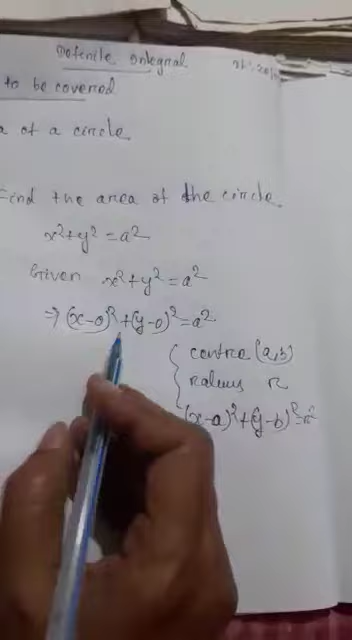 Definite integral
to be covered
a of a circle
Find the area of the circle.
x²+y² = a²
Given x²+y² = a²
⇒ (x-0)²+(y-0)² = a²
centre (a,b)
radius r
(x-a)²+(y-b)²=r²